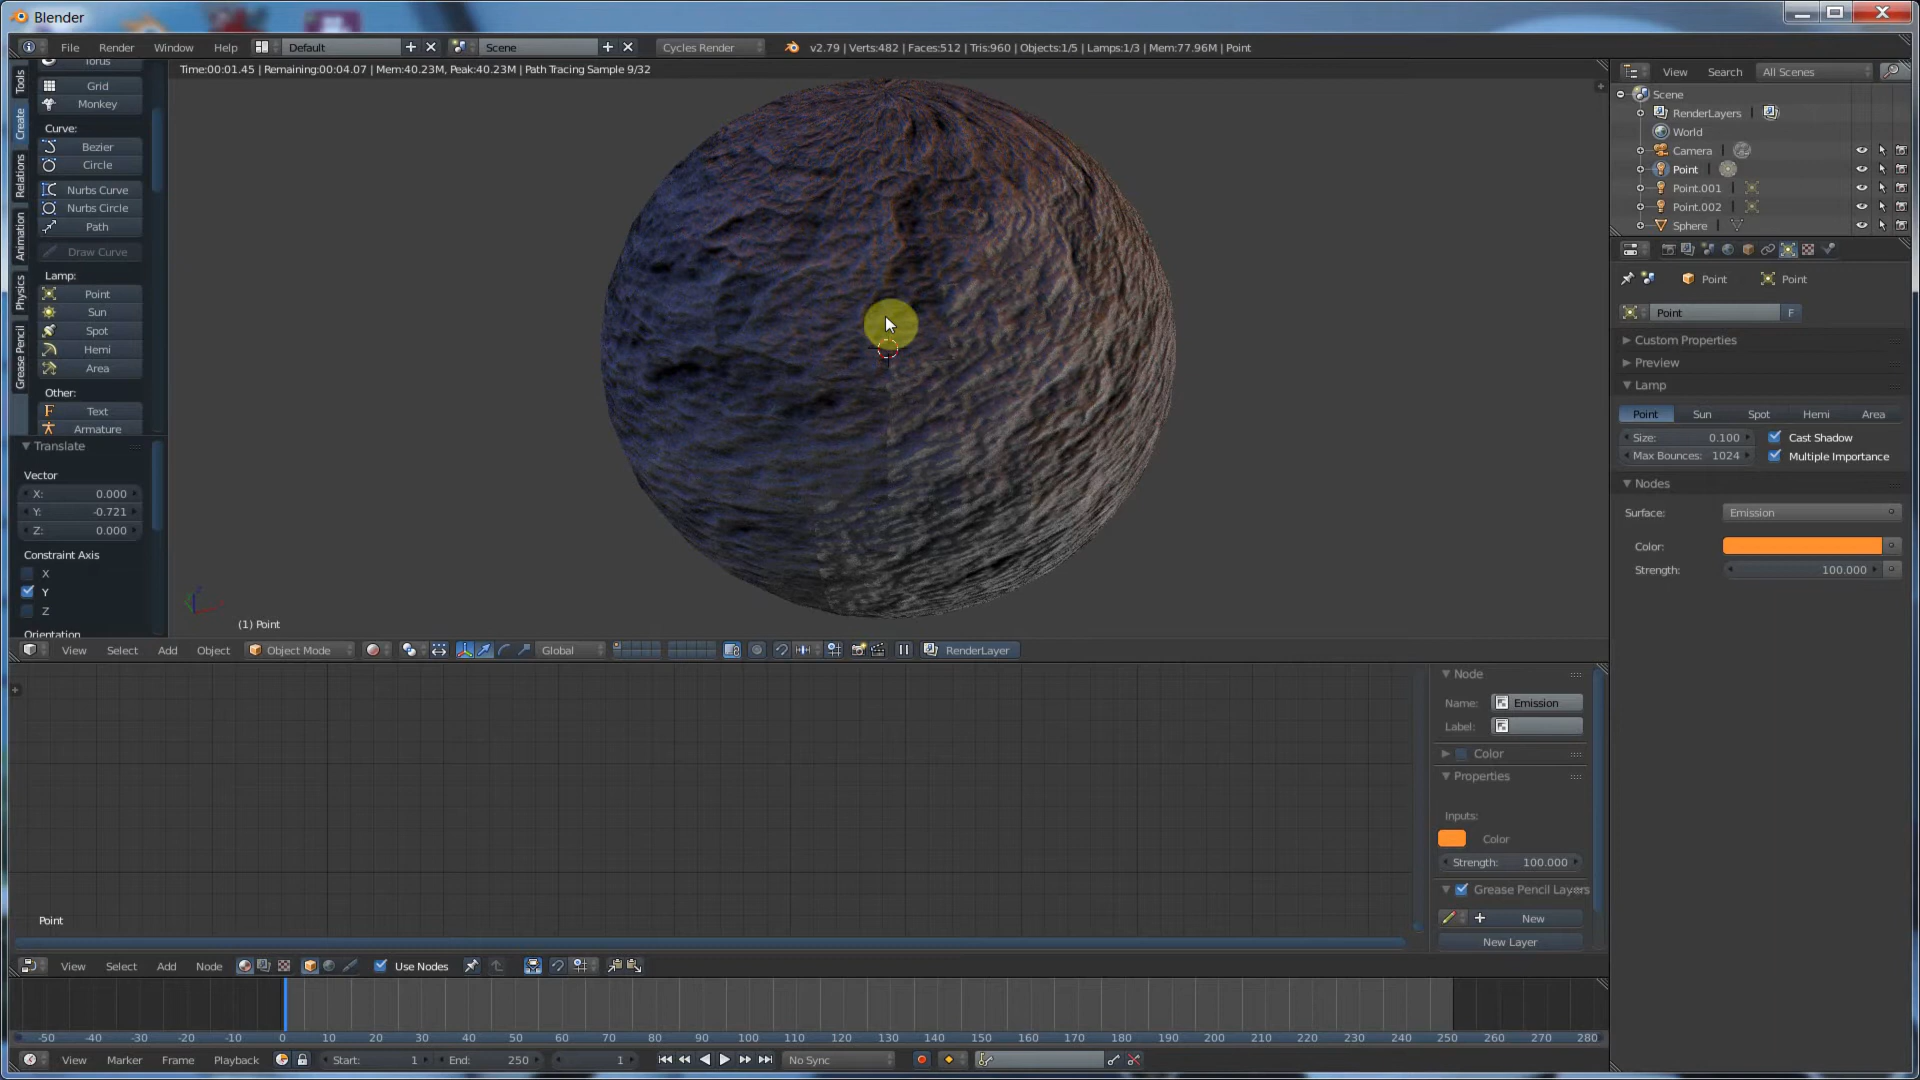 Blender
File Render Window Help Default Scene Cycles Render v2.79 | Verts:482 | Faces:512 | Tris:960 | Objects:1/5 | Lamps:1/3 | Mem:77.96M | Point
Time:00:01.45 | Remaining:00:04.07 | Mem:40.23M, Peak:40.23M | Path Tracing Sample 9/32
Tools
Create
Relations
Animation
Physics
Grease Pencil
Torus
Grid
Monkey
Curve:
Bezier
Circle
Nurbs Curve
Nurbs Circle
Path
Draw Curve
Lamp:
Point
Sun
Spot
Hemi
Area
Other:
Text
Armature
Translate
Vector
X: 0.000
Y: -0.721
Z: 0.000
Constraint Axis
X
Y
Z
Orientation
(1) Point
View Select Add Object Object Mode Global RenderLayer
View Search All Scenes
Scene
RenderLayers
World
Camera
Point
Point.001
Point.002
Sphere
Point Point
Point F
Custom Properties
Preview
Lamp
Point Sun Spot Hemi Area
Size: 0.100 Cast Shadow
Max Bounces: 1024 Multiple Importance
Nodes
Surface: Emission
Color:
Strength: 100.000
Node
Name: Emission
Label:
Color
Properties
Inputs:
Color
Strength: 100.000
Grease Pencil Layers
New
New Layer
Point
View Select Add Node Use Nodes
-50 -40 -30 -20 -10 0 10 20 30 40 50 60 70 80 90 100 110 120 130 140 150 160 170 180 190 200 210 220 230 240 250 260 270 280
View Marker Frame Playback Start: 1 End: 250 1 No Sync